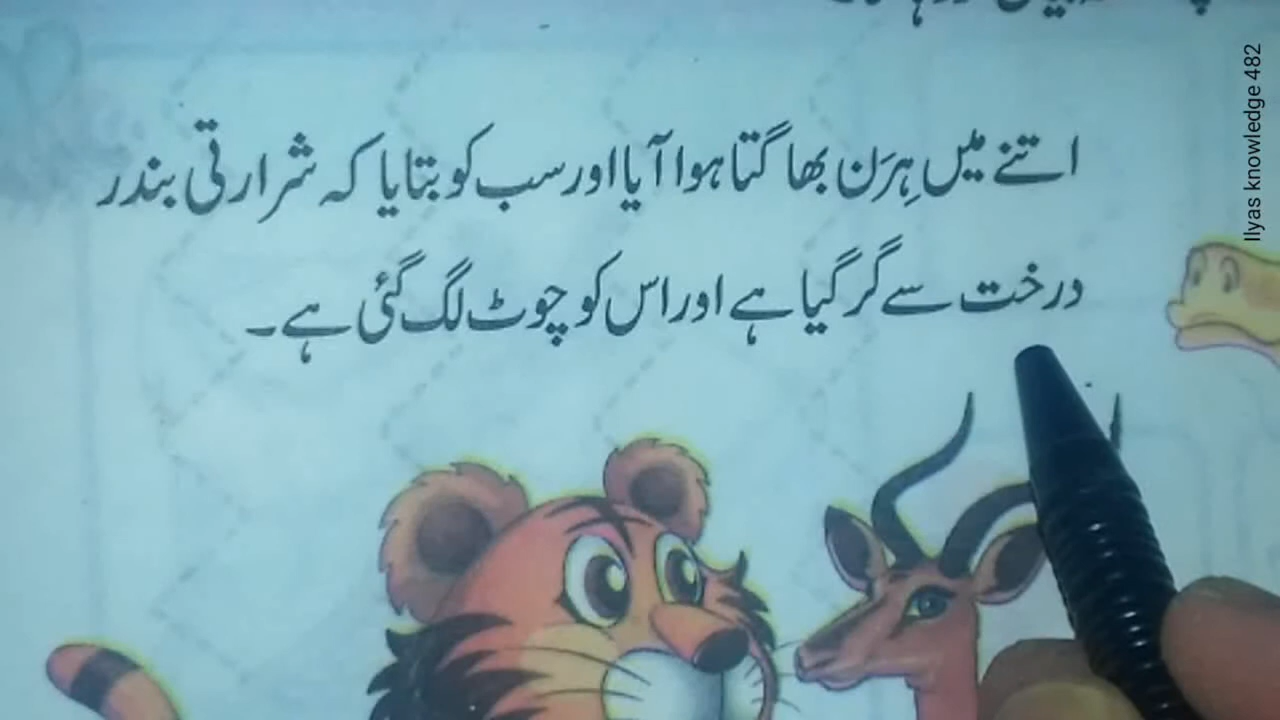 اتنے میں ہِرَن بھاگتا ہوا آیا اور سب کو بتایا کہ شرارتی بندر
درخت سے گر گیا ہے اور اس کو چوٹ لگ گئی ہے۔
Ilyas knowledge 482